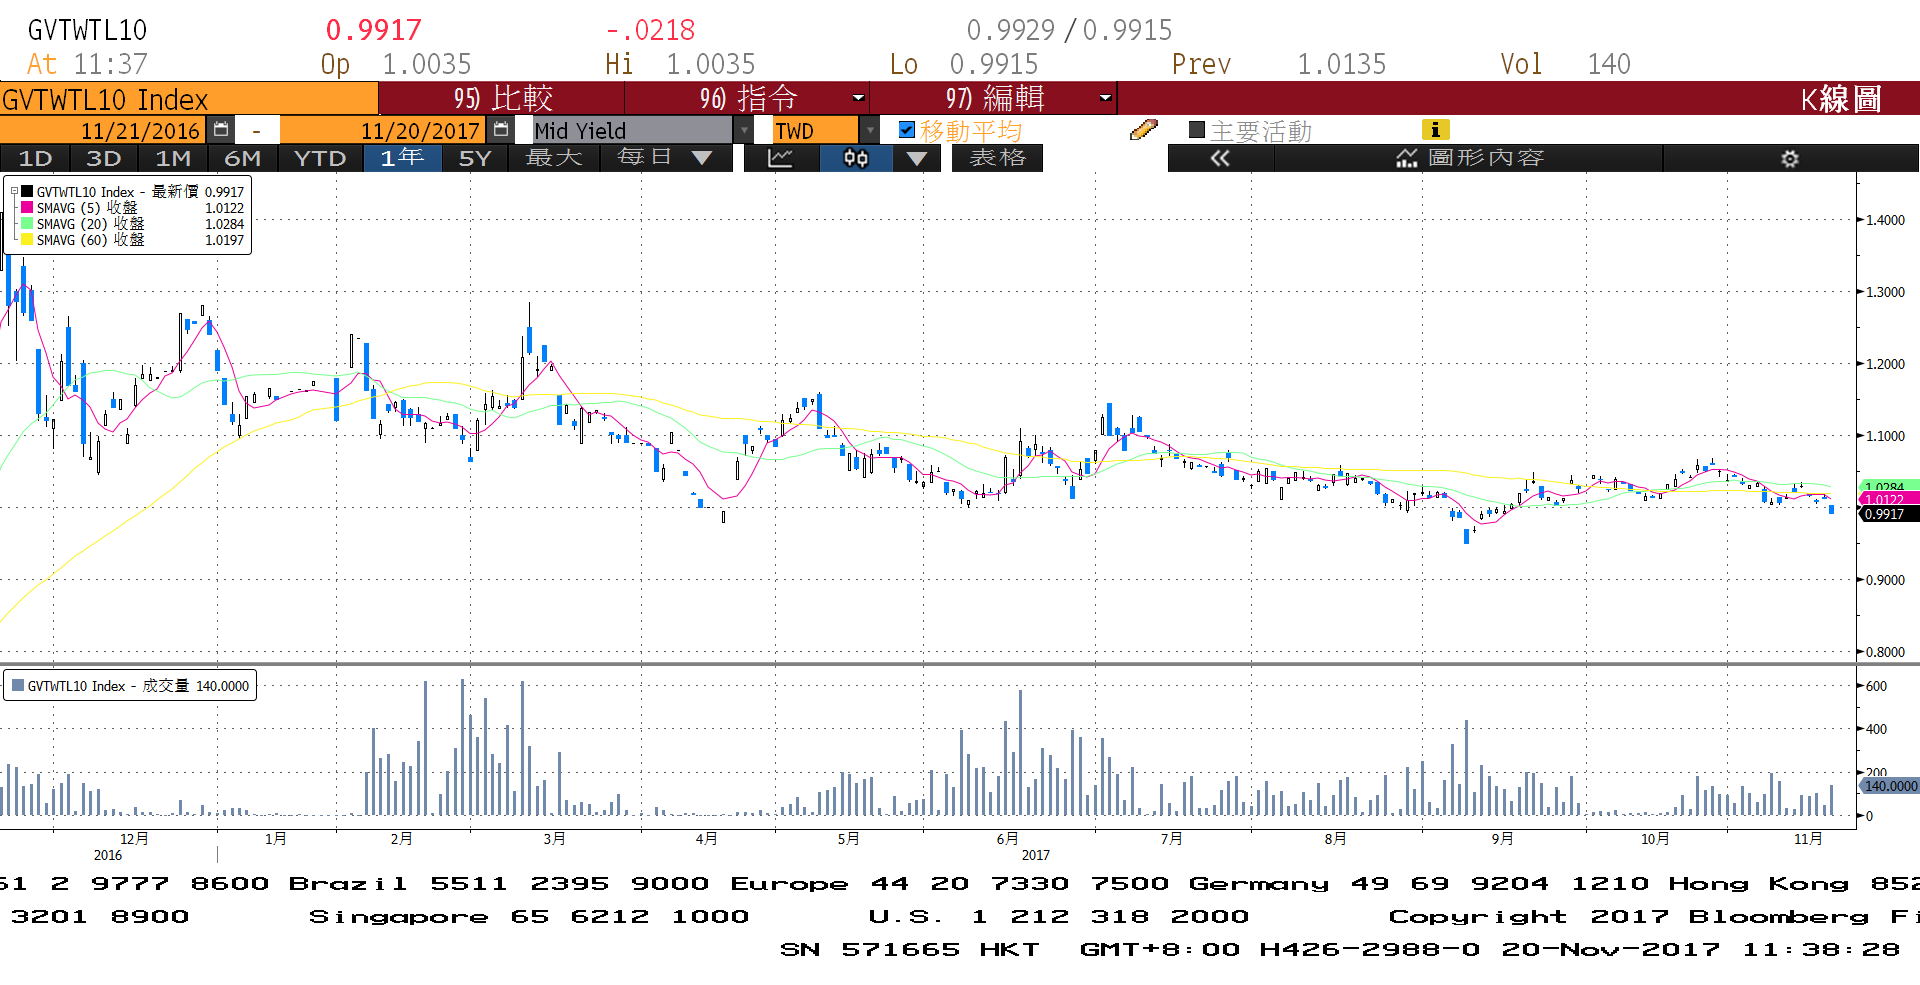 GVTWTL10 0.9917 -.0218 0.9929 / 0.9915
At 11:37 Op 1.0035 Hi 1.0035 Lo 0.9915 Prev 1.0135 Vol 140
GVTWTL10 Index 95) 比較 96) 指令 97) 編輯 K線圖
11/21/2016 - 11/20/2017 Mid Yield TWD 移動平均 主要活動 i
1D 3D 1M 6M YTD 1年 5Y 最大 每日 表格 圖形內容
GVTWTL10 Index - 最新價 0.9917
SMAVG (5) 收盤 1.0122
SMAVG (20) 收盤 1.0284
SMAVG (60) 收盤 1.0197
1.4000
1.3000
1.2000
1.1000
1.0284
1.0122
0.9917
0.9000
0.8000
GVTWTL10 Index - 成交量 140.0000
600
400
200
140.0000
0
12月 1月 2月 3月 4月 5月 6月 7月 8月 9月 10月 11月
2016 2017
61 2 9777 8600 Brazil 5511 2395 9000 Europe 44 20 7330 7500 Germany 49 69 9204 1210 Hong Kong 852
3201 8900 Singapore 65 6212 1000 U.S. 1 212 318 2000 Copyright 2017 Bloomberg Fi
SN 571665 HKT GMT+8:00 H426-2988-0 20-Nov-2017 11:38:28